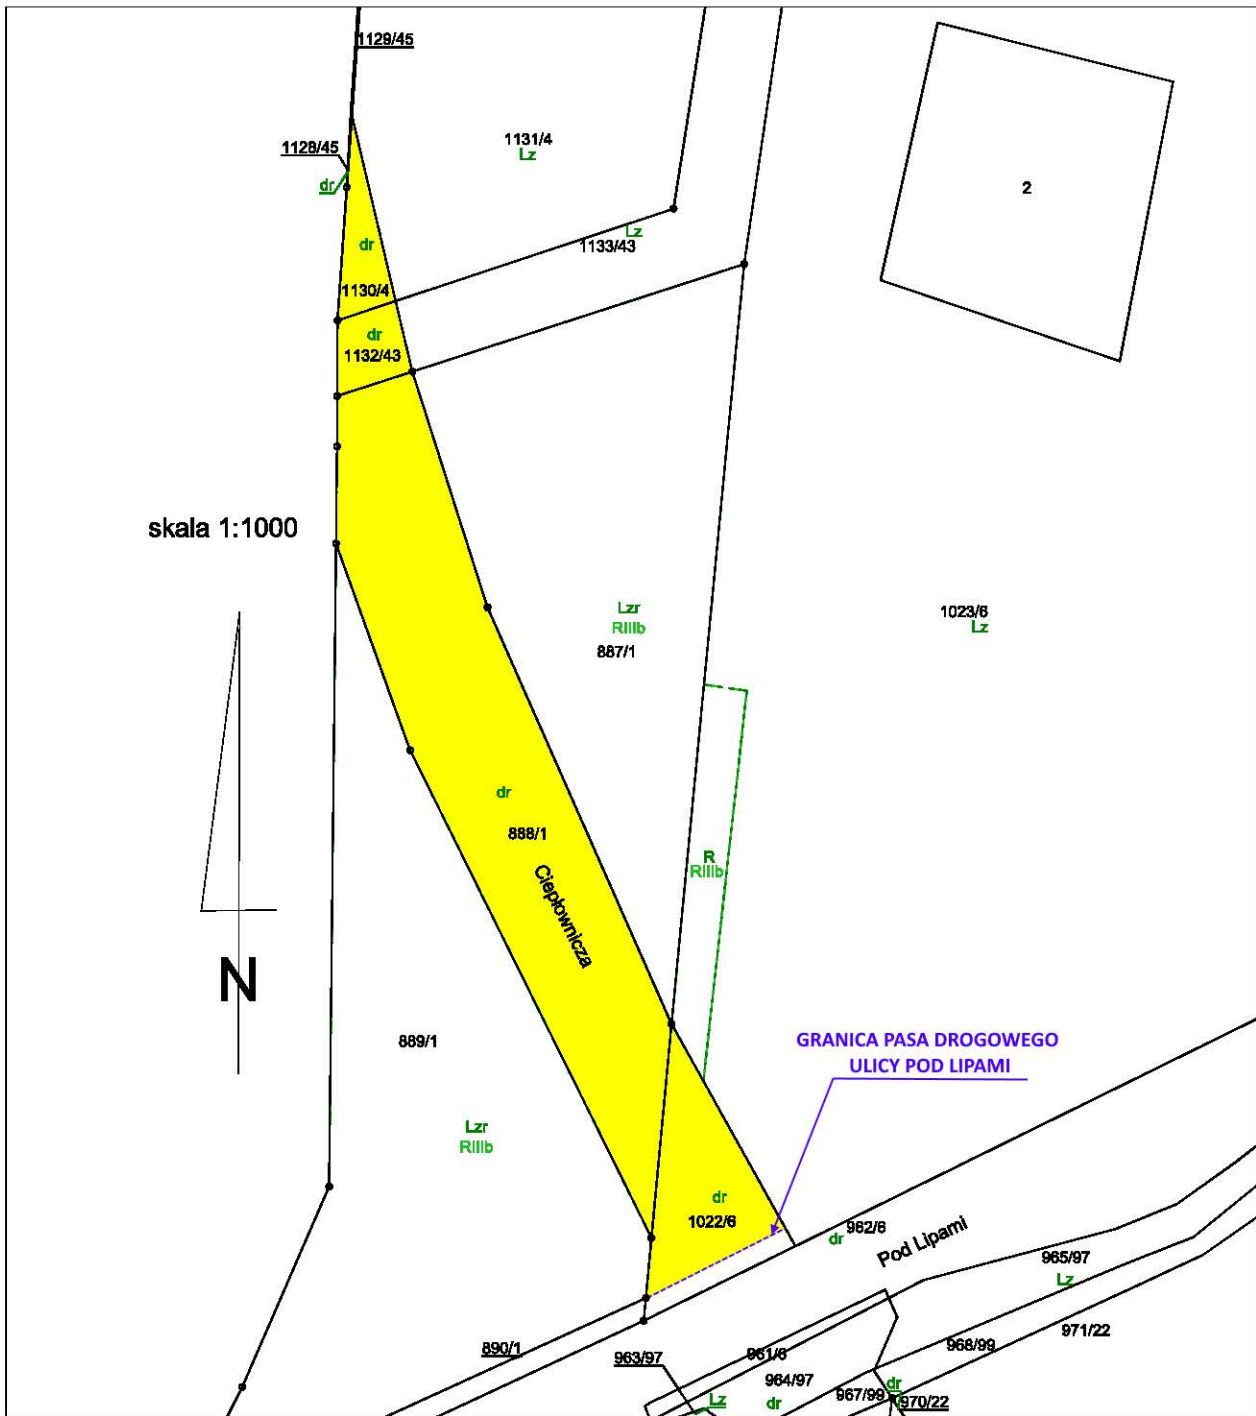 1129/45
1128/45
dr
1131/4
Lz
2
dr
1130/4
Lz
1133/43
dr
1132/43
skala 1:1000
Lzr
RIIIb
887/1
1023/6
Lz
dr
888/1
Ciepłownicza
R
RIIIb
N
889/1
GRANICA PASA DROGOWEGO
ULICY POD LIPAMI
Lzr
RIIIb
dr
1022/6
962/6
dr
Pod Lipami
965/97
Lz
890/1
963/97
961/6
964/97
dr
Lz
968/99
971/22
967/99
dr
970/22